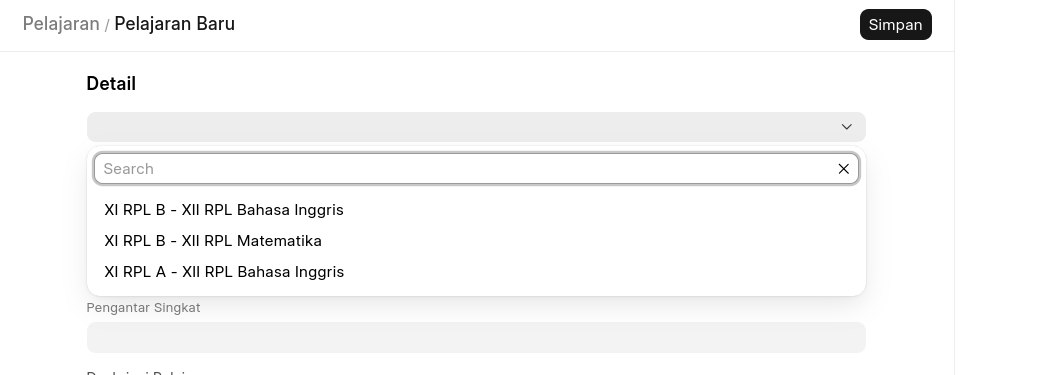 Pelajaran / Pelajaran Baru
Simpan
Detail
Search
XI RPL B - XII RPL Bahasa Inggris
XI RPL B - XII RPL Matematika
XI RPL A - XII RPL Bahasa Inggris
Pengantar Singkat